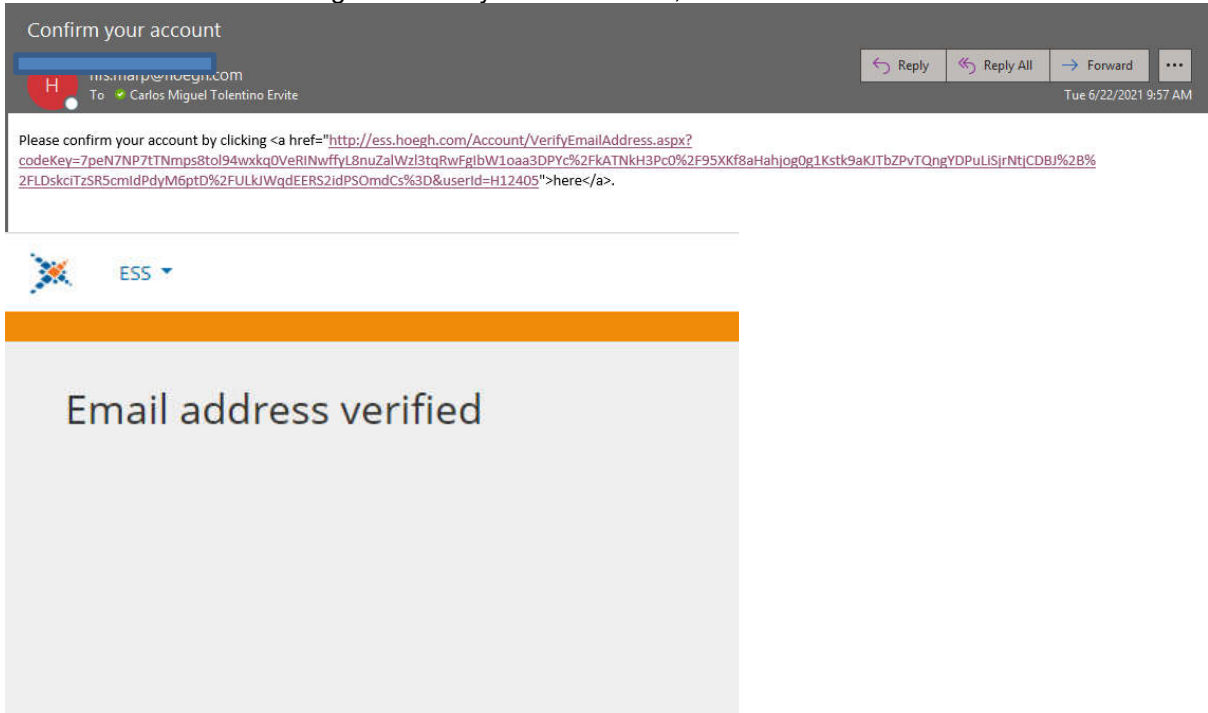 Confirm your account
H
To Carlos Miguel Tolentino Ervite
Reply
Reply All
Forward
Tue 6/22/2021 9:57 AM
Please confirm your account by clicking <a href="http://ess.hoegh.com/Account/VerifyEmailAddress.aspx?
codeKey=7peN7NP7tTNmps8tol94wxkq0VeRINwffyL8nuZalWzl3tqRwFgIbW1oaa3DPYc%2FkATNkH3Pc0%2F95XKf8aHahjog0g1Kstk9aKJTbZPvTQngYDPuLiSjrNtjCDBJ%2B%
2FLDskciTzSR5cmIdPdyM6ptD%2FULkJWqdEERS2idPSOmdCs%3D&userId=H12405">here</a>.
ESS
Email address verified